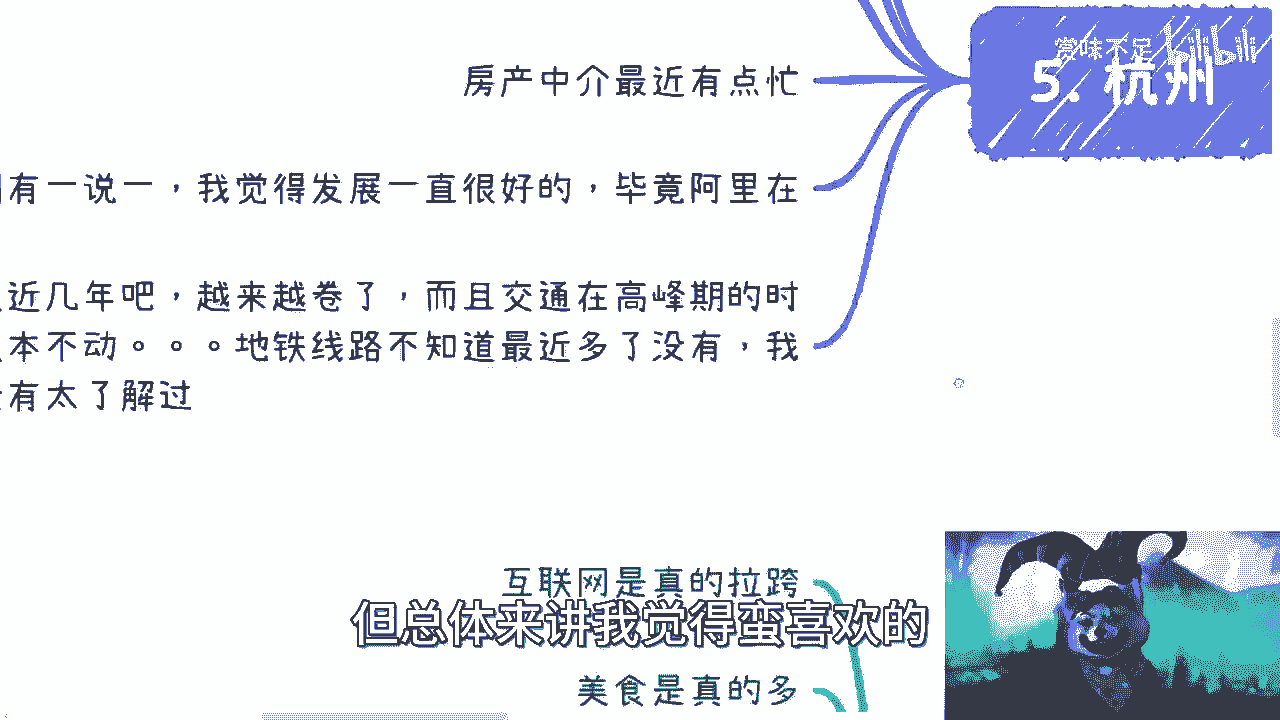 赏味不足 bilibili
5. 杭州
房产中介最近有点忙
有一说一，我觉得发展一直很好的，毕竟阿里在
近几年吧，越来越卷了，而且交通在高峰期的时
本不动。。。地铁线路不知道最近多了没有，我
有太了解过
互联网是真的拉跨
但总体来讲我觉得蛮喜欢的
美食是真的多